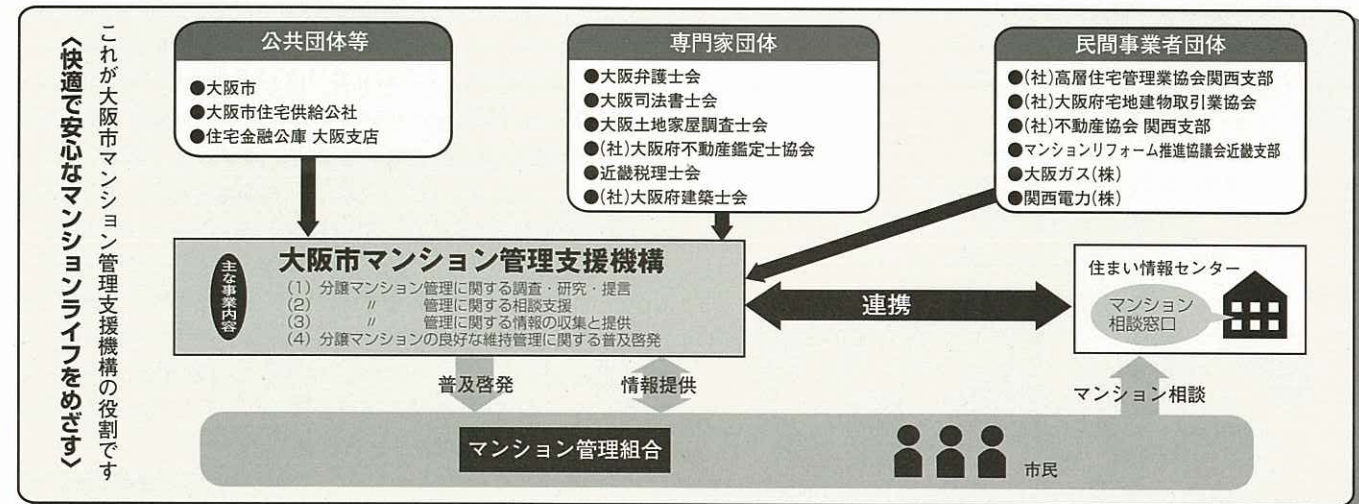 これが大阪市マンション管理支援機構の役割です
〈快適で安心なマンションライフをめざす〉
公共団体等
●大阪市
●大阪市住宅供給公社
●住宅金融公庫 大阪支店
専門家団体
●大阪弁護士会
●大阪司法書士会
●大阪土地家屋調査士会
●(社)大阪府不動産鑑定士協会
●近畿税理士会
●(社)大阪府建築士会
民間事業者団体
●(社)高層住宅管理業協会関西支部
●(社)大阪府宅地建物取引業協会
●(社)不動産協会 関西支部
●マンションリフォーム推進協議会近畿支部
●大阪ガス(株)
●関西電力(株)
主な事業内容
大阪市マンション管理支援機構
(1) 分譲マンション管理に関する調査・研究・提言
(2) 〃 管理に関する相談支援
(3) 〃 管理に関する情報の収集と提供
(4) 分譲マンションの良好な維持管理に関する普及啓発
連携
住まい情報センター
マンション
相談窓口
普及啓発
情報提供
マンション相談
マンション管理組合
市民